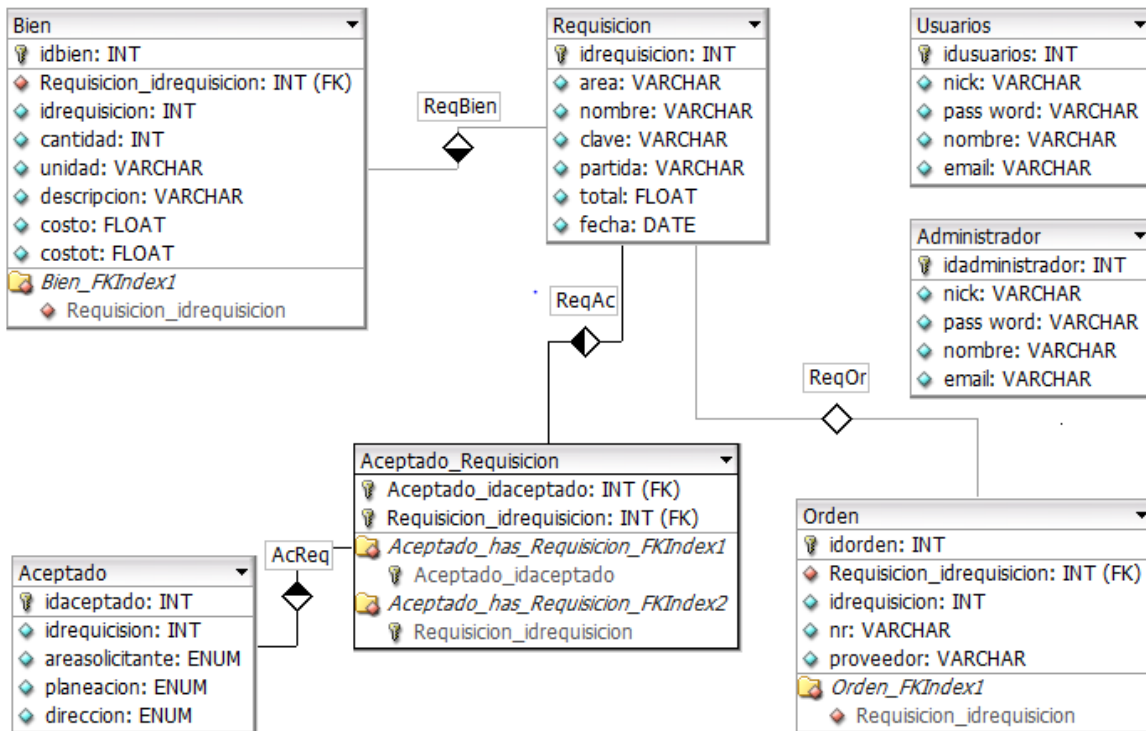 Bien
idbien: INT
Requisicion_idrequisicion: INT (FK)
idrequisicion: INT
cantidad: INT
unidad: VARCHAR
descripcion: VARCHAR
costo: FLOAT
costot: FLOAT
Bien_FKIndex1
Requisicion_idrequisicion
ReqBien
Requisicion
idrequisicion: INT
area: VARCHAR
nombre: VARCHAR
clave: VARCHAR
partida: VARCHAR
total: FLOAT
fecha: DATE
Usuarios
idusuarios: INT
nick: VARCHAR
pass word: VARCHAR
nombre: VARCHAR
email: VARCHAR
Administrador
idadministrador: INT
nick: VARCHAR
pass word: VARCHAR
nombre: VARCHAR
email: VARCHAR
ReqAc
ReqOr
Aceptado_Requisicion
Aceptado_idaceptado: INT (FK)
Requisicion_idrequisicion: INT (FK)
Aceptado_has_Requisicion_FKIndex1
Aceptado_idaceptado
Aceptado_has_Requisicion_FKIndex2
Requisicion_idrequisicion
AcReq
Aceptado
idaceptado: INT
idrequicision: INT
areasolicitante: ENUM
planeacion: ENUM
direccion: ENUM
Orden
idorden: INT
Requisicion_idrequisicion: INT (FK)
idrequisicion: INT
nr: VARCHAR
proveedor: VARCHAR
Orden_FKIndex1
Requisicion_idrequisicion